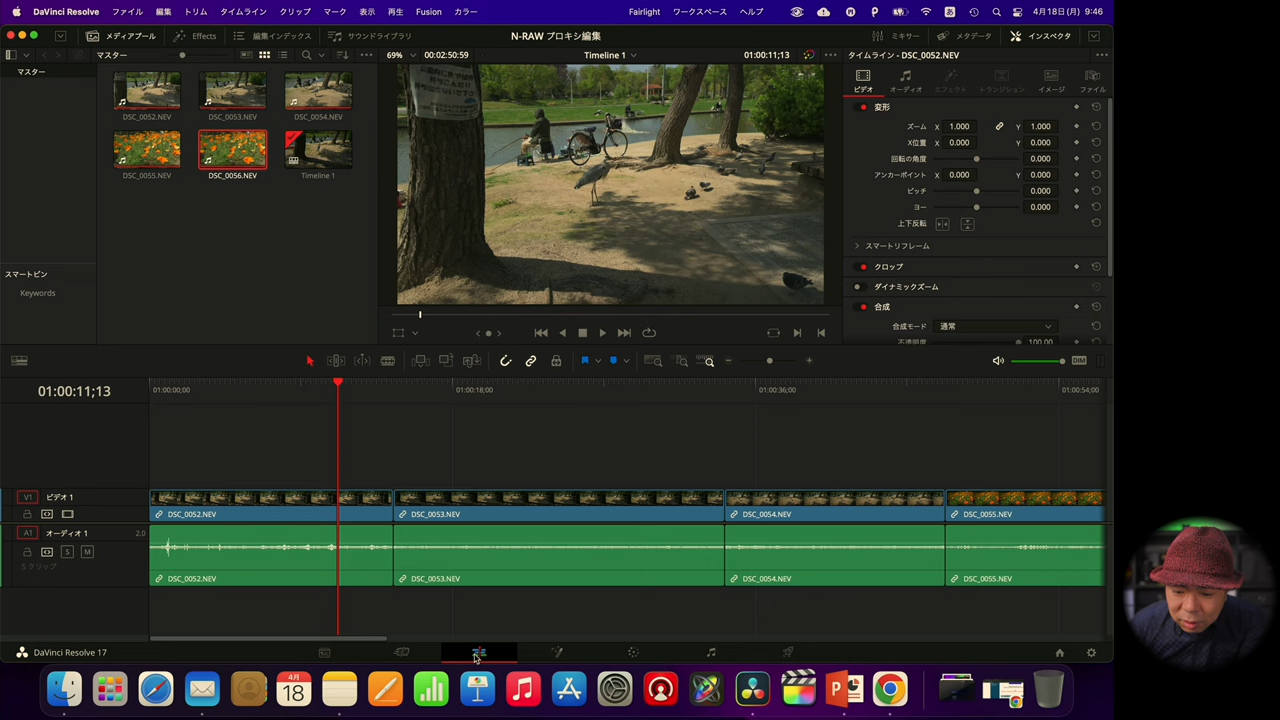 DaVinci Resolve ファイル 編集 トリム タイムライン クリップ マーク 表示 再生 Fusion カラー Fairlight ワークスペース ヘルプ あ 4月18日(月) 9:46
メディアプール Effects 編集インデックス サウンドライブラリ N-RAW プロキシ編集 ミキサー メタデータ インスペクタ
マスター 69% 00:02:50:59 Timeline 1 01:00:11;13 タイムライン - DSC_0052.NEV
マスター
ビデオ オーディオ エフェクト トランジション イメージ ファイル
変形
DSC_0052.NEV DSC_0053.NEV DSC_0054.NEV
ズーム X 1.000 Y 1.000
X位置 0.000 Y 0.000
回転の角度 0.000
DSC_0055.NEV DSC_0056.NEV Timeline 1
アンカーポイント X 0.000 Y 0.000
ピッチ 0.000
ヨー 0.000
上下反転
スマートリフレーム
クロップ
スマートビン
ダイナミックズーム
Keywords
合成
合成モード 通常
不透明度 100.00
DIM
01:00:11;13 01:00:00;00 01:00:18;00 01:00:36;00 01:00:54;00
V1 ビデオ 1
DSC_0052.NEV DSC_0053.NEV DSC_0054.NEV DSC_0055.NEV
A1 オーディオ 1 2.0
S M
5 クリップ
DSC_0052.NEV DSC_0053.NEV DSC_0054.NEV DSC_0055.NEV
DaVinci Resolve 17
4月
18